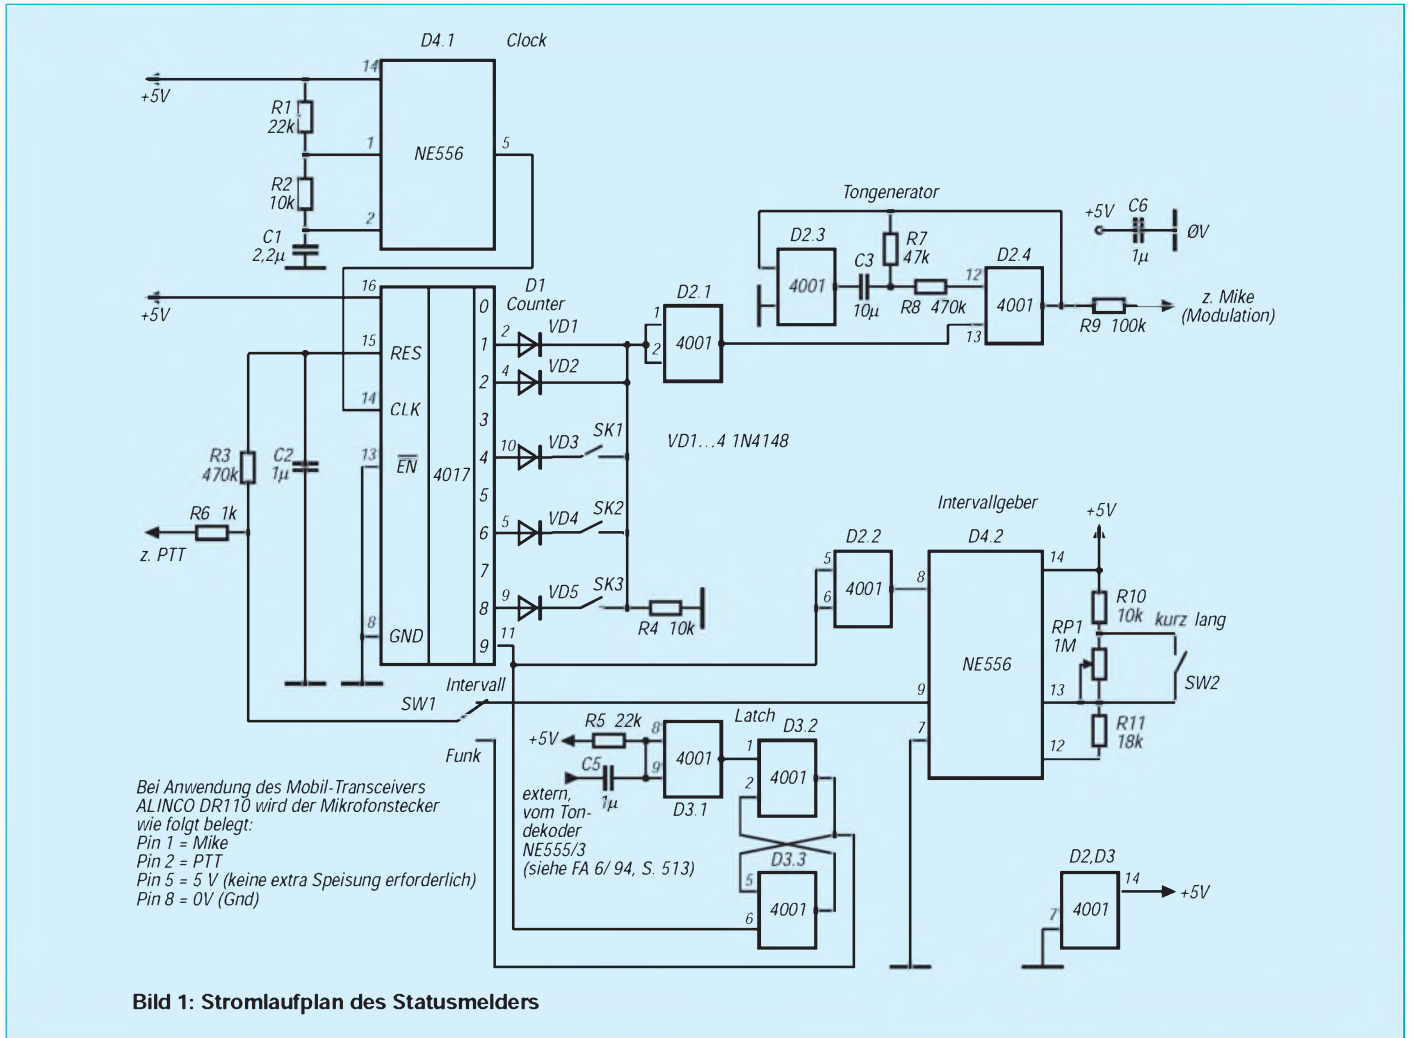 D4.1 Clock
14
+5V
R1
22k
1
NE556
5
R2
10k
2
C1
2,2µ
Tongenerator
+5V C6
1µ
ØV
D2.3
4001
C3
10µ
R7
47k
R8 470k
12
D2.4
4001
13
R9 100k
z. Mike
(Modulation)
16
+5V
D1
Counter
0
15
RES
14
CLK
13
EN
4017
8
GND
2
1
VD1
4
2
VD2
3
10
4
VD3
SK1
5
5
6
VD4
SK2
7
9
8
VD5
SK3
11
9
D2.1
1
2
4001
VD1...4 1N4148
R4 10k
R3
470k
C2
1µ
R6 1k
z. PTT
Intervallgeber
D2.2
5
6
4001
8
D4.2
NE556
14
+5V
R10
10k
kurz lang
RP1
1M
13
SW2
R11
18k
12
9
7
Intervall
SW1
Funk
R5 22k
+5V
C5
1µ
8
9
4001
D3.1
Latch
D3.2
1
2
4001
D3.3
5
6
4001
extern,
vom Ton-
dekoder
NE555/3
(siehe FA 6/ 94, S. 513)
D2,D3
14
+5V
7
4001
Bei Anwendung des Mobil-Transceivers
ALINCO DR110 wird der Mikrofonstecker
wie folgt belegt:
Pin 1 = Mike
Pin 2 = PTT
Pin 5 = 5 V (keine extra Speisung erforderlich)
Pin 8 = 0V (Gnd)
Bild 1: Stromlaufplan des Statusmelders